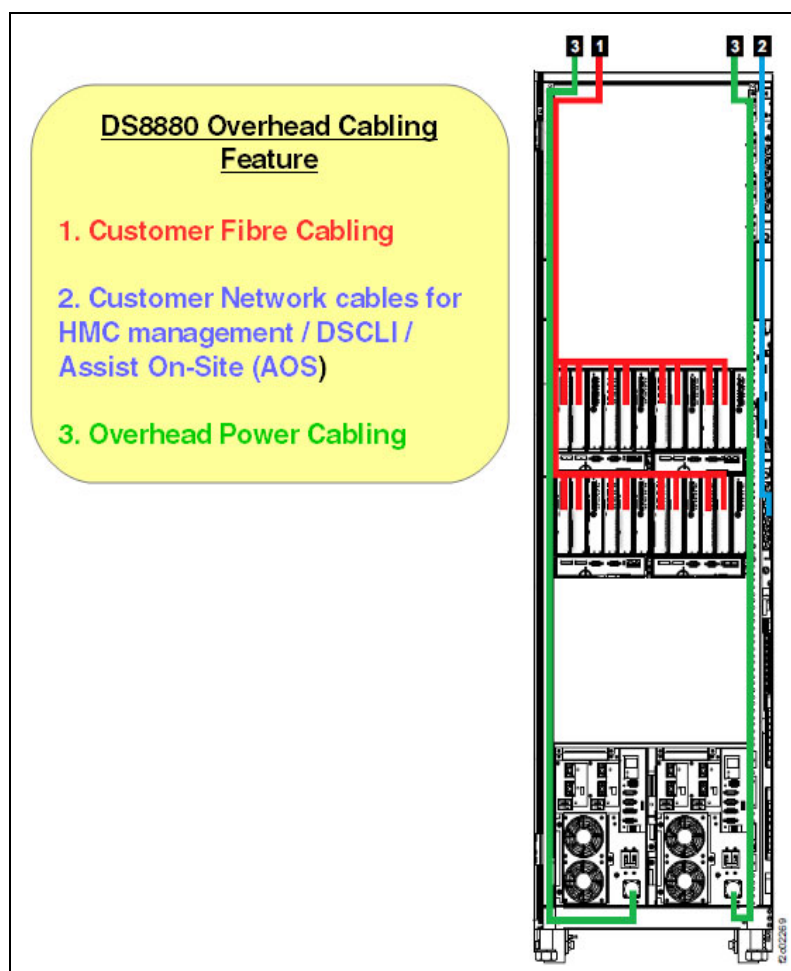 3 1 3 2
DS8880 Overhead Cabling
Feature
1. Customer Fibre Cabling
2. Customer Network cables for
HMC management / DSCLI /
Assist On-Site (AOS)
3. Overhead Power Cabling
f2c02269